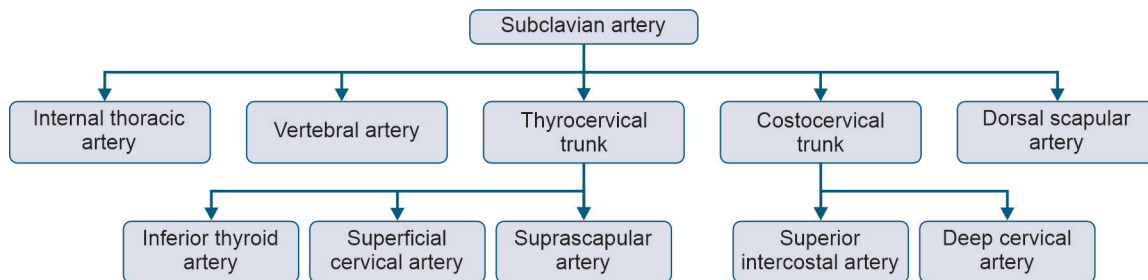 Subclavian artery
Internal thoracic
artery
Vertebral artery
Thyrocervical
trunk
Costocervical
trunk
Dorsal scapular
artery
Inferior thyroid
artery
Superficial
cervical artery
Suprascapular
artery
Superior
intercostal artery
Deep cervical
artery